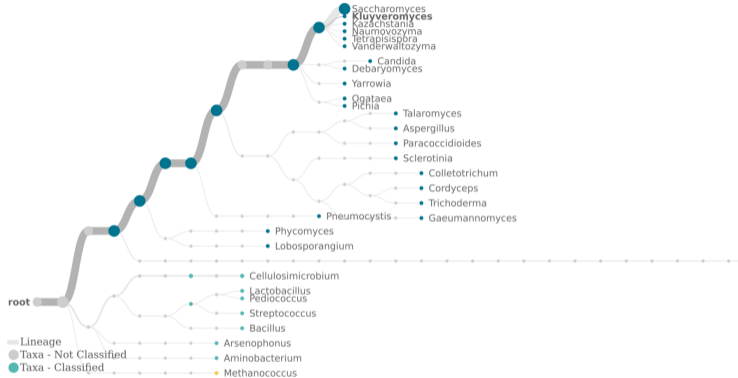 Saccharomyces
Kluyveromyces
Kazachstania
Naumovozyma
Tetrapisispora
Vanderwaltozyma
Candida
Debaryomyces
Yarrowia
Ogataea
Pichia
Talaromyces
Aspergillus
Paracoccidioides
Sclerotinia
Colletotrichum
Cordyceps
Trichoderma
Pneumocystis
Gaeumannomyces
Phycomyces
Lobosporangium
Cellulosimicrobium
Lactobacillus
Pediococcus
root
Streptococcus
Bacillus
Lineage
Arsenophonus
Taxa - Not Classified
Aminobacterium
Taxa - Classified
Methanococcus